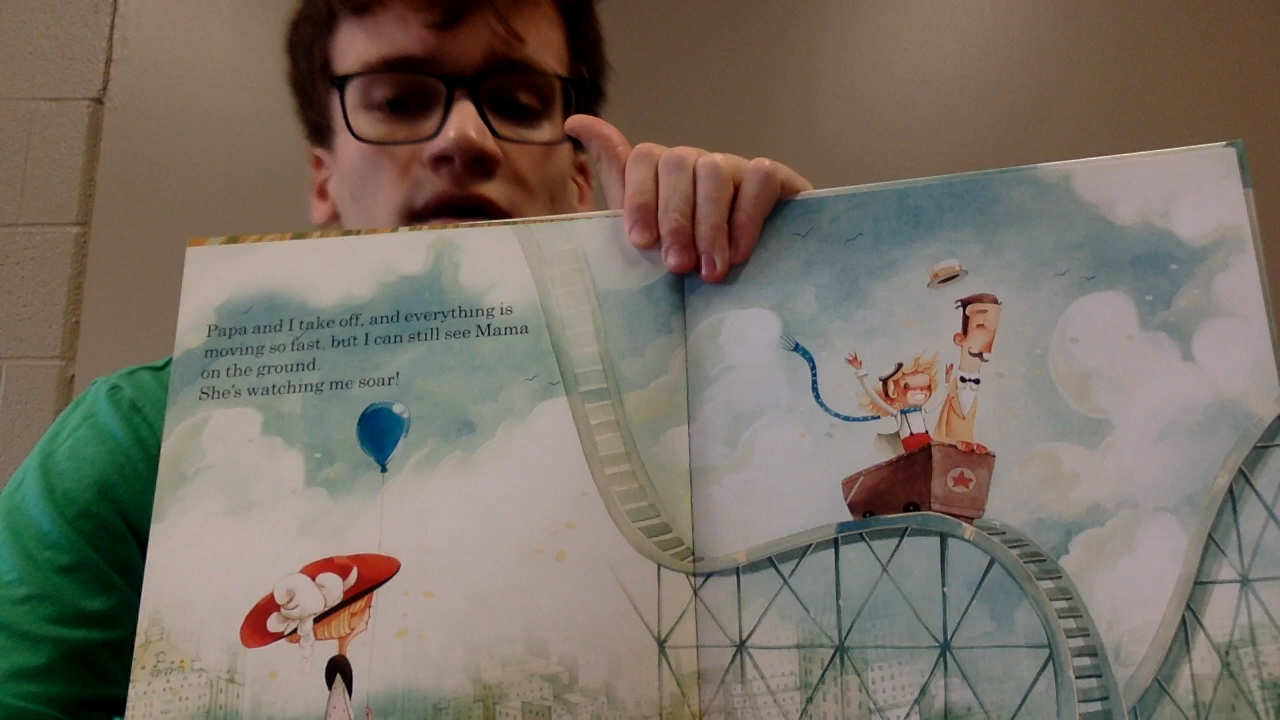 Papa and I take off, and everything is
moving so fast, but I can still see Mama
on the ground.
She's watching me soar!